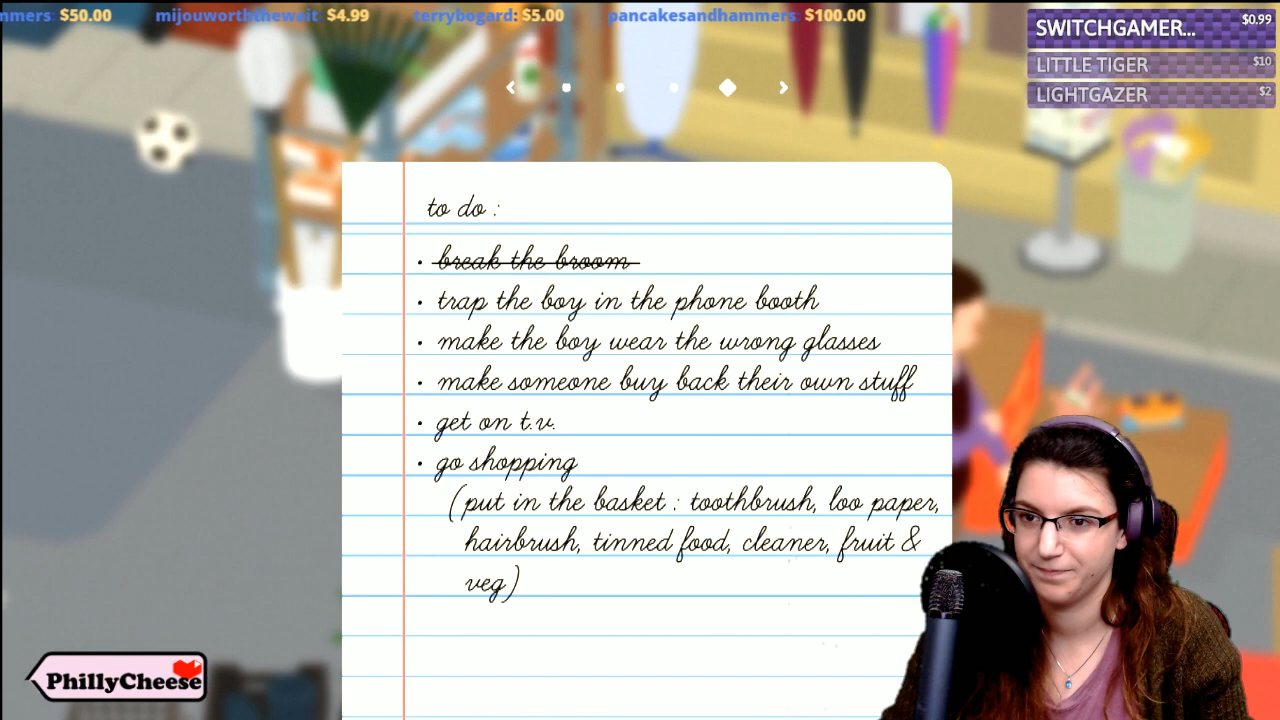 mmers: $50.00 mijouworththewait: $4.99 terrybogard: $5.00 pancakesandhammers: $100.00
SWITCHGAMER... $0.99
LITTLE TIGER $10
LIGHTGAZER $2
to do :
• break the broom
• trap the boy in the phone booth
• make the boy wear the wrong glasses
• make someone buy back their own stuff
• get on t.v.
• go shopping
(put in the basket : toothbrush, loo paper,
hairbrush, tinned food, cleaner, fruit &
veg)
PhillyCheese